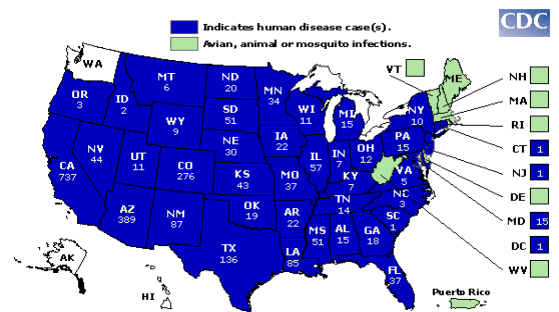 Indicates human disease case(s).
Avian, animal or mosquito infections.
CDC
WA
OR
3
CA
737
ID
2
NV
44
MT
6
WY
9
UT
11
AZ
389
CO
276
NM
87
ND
20
SD
51
NE
30
KS
43
OK
19
TX
136
MN
34
IA
22
MO
37
AR
22
LA
85
WI
11
IL
57
MI
15
IN
7
OH
12
KY
7
TN
14
MS
51
AL
15
GA
18
FL
37
SC
1
NC
3
VA
5
PA
15
NY
10
VT
ME
NH
MA
RI
CT 1
NJ 1
DE
MD 15
DC 1
WV
AK
HI
Puerto Rico